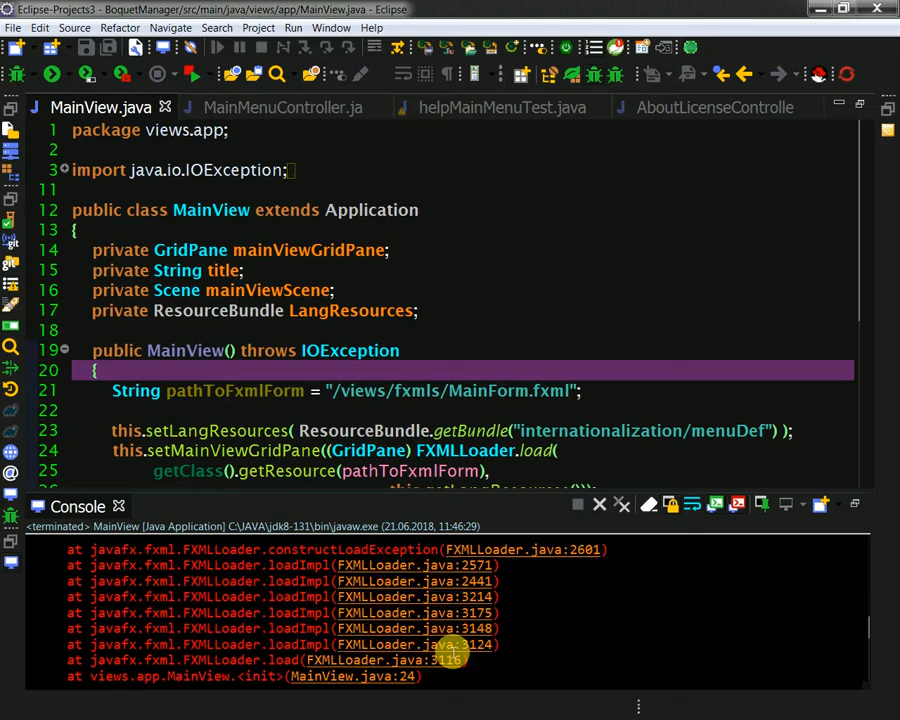 Eclipse-Projects3 - BoquetManager/src/main/java/views/app/MainView.java - Eclipse
File Edit Source Refactor Navigate Search Project Run Window Help
MainView.java MainMenuController.ja helpMainMenuTest.java AboutLicenseControlle
1 package views.app;
2
3 import java.io.IOException;
11
12 public class MainView extends Application
13 {
14 private GridPane mainViewGridPane;
15 private String title;
16 private Scene mainViewScene;
17 private ResourceBundle LangResources;
18
19 public MainView() throws IOException
20 {
21 String pathToFxmlForm = "/views/fxmls/MainForm.fxml";
22
23 this.setLangResources( ResourceBundle.getBundle("internationalization/menuDef") );
24 this.setMainViewGridPane((GridPane) FXMLLoader.load(
25 getClass().getResource(pathToFxmlForm),
26 this.getLangResources()));
Console
<terminated> MainView [Java Application] C:\JAVA\jdk8-131\bin\javaw.exe (21.06.2018, 11:46:29)
at javafx.fxml.FXMLLoader.constructLoadException(FXMLLoader.java:2601)
at javafx.fxml.FXMLLoader.loadImpl(FXMLLoader.java:2571)
at javafx.fxml.FXMLLoader.loadImpl(FXMLLoader.java:2441)
at javafx.fxml.FXMLLoader.loadImpl(FXMLLoader.java:3214)
at javafx.fxml.FXMLLoader.loadImpl(FXMLLoader.java:3175)
at javafx.fxml.FXMLLoader.loadImpl(FXMLLoader.java:3148)
at javafx.fxml.FXMLLoader.loadImpl(FXMLLoader.java:3124)
at javafx.fxml.FXMLLoader.load(FXMLLoader.java:3116)
at views.app.MainView.<init>(MainView.java:24)